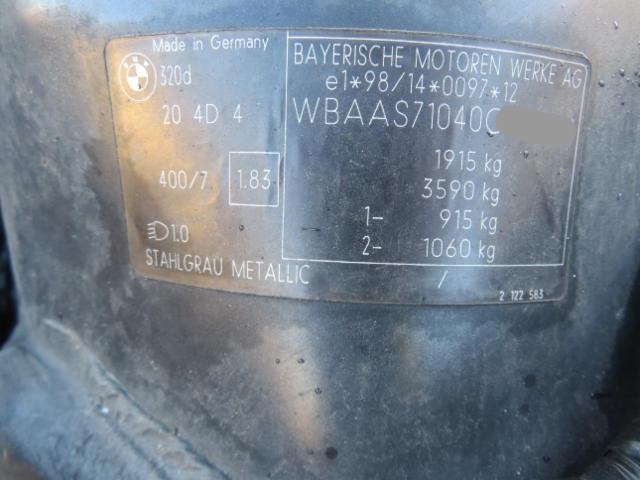 Made in Germany
320d
20 4D 4
400/7 1.83
1.0
STAHLGRAU METALLIC
BAYERISCHE MOTOREN WERKE AG
e1*98/14*0097*12
WBAAS71040C
1915 kg
3590 kg
1- 915 kg
2- 1060 kg
/
2 122 583